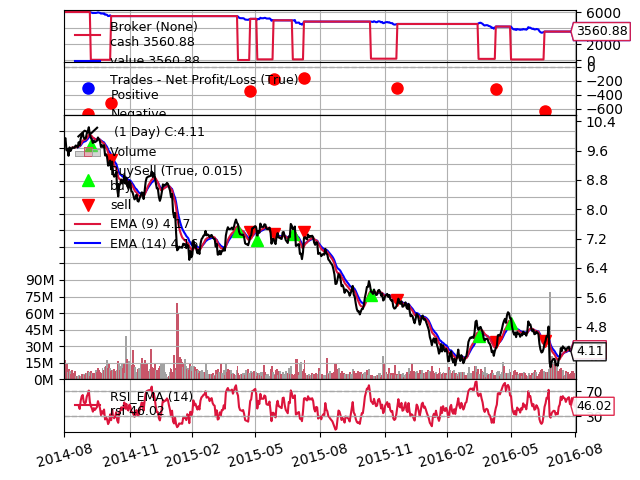 Broker (None)
cash 3560.88
value 3560.88
6000
3560.88
2000
0
Trades - Net Profit/Loss (True)
Positive
Negative
0
−200
−400
−600
(1 Day) C:4.11
Volume
BuySell (True, 0.015)
buy
sell
EMA (9) 4.17
EMA (14) 4.
10.4
9.6
8.8
8.0
7.2
6.4
5.6
4.8
4.11
90M
75M
60M
45M
30M
15M
0M
RSI_EMA (14)
rsi 46.02
70
46.02
30
2014-08
2014-11
2015-02
2015-05
2015-08
2015-11
2016-02
2016-05
2016-08